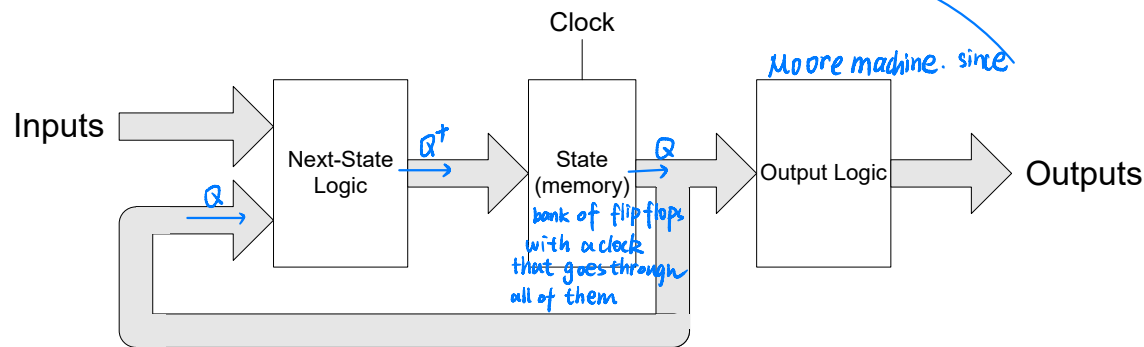 Clock
Moore machine. since
Inputs
Next-State
Logic
Q+
State
(memory)
bank of flipflops
with a clock
that goes through
all of them
Q
Output Logic
Outputs
Q